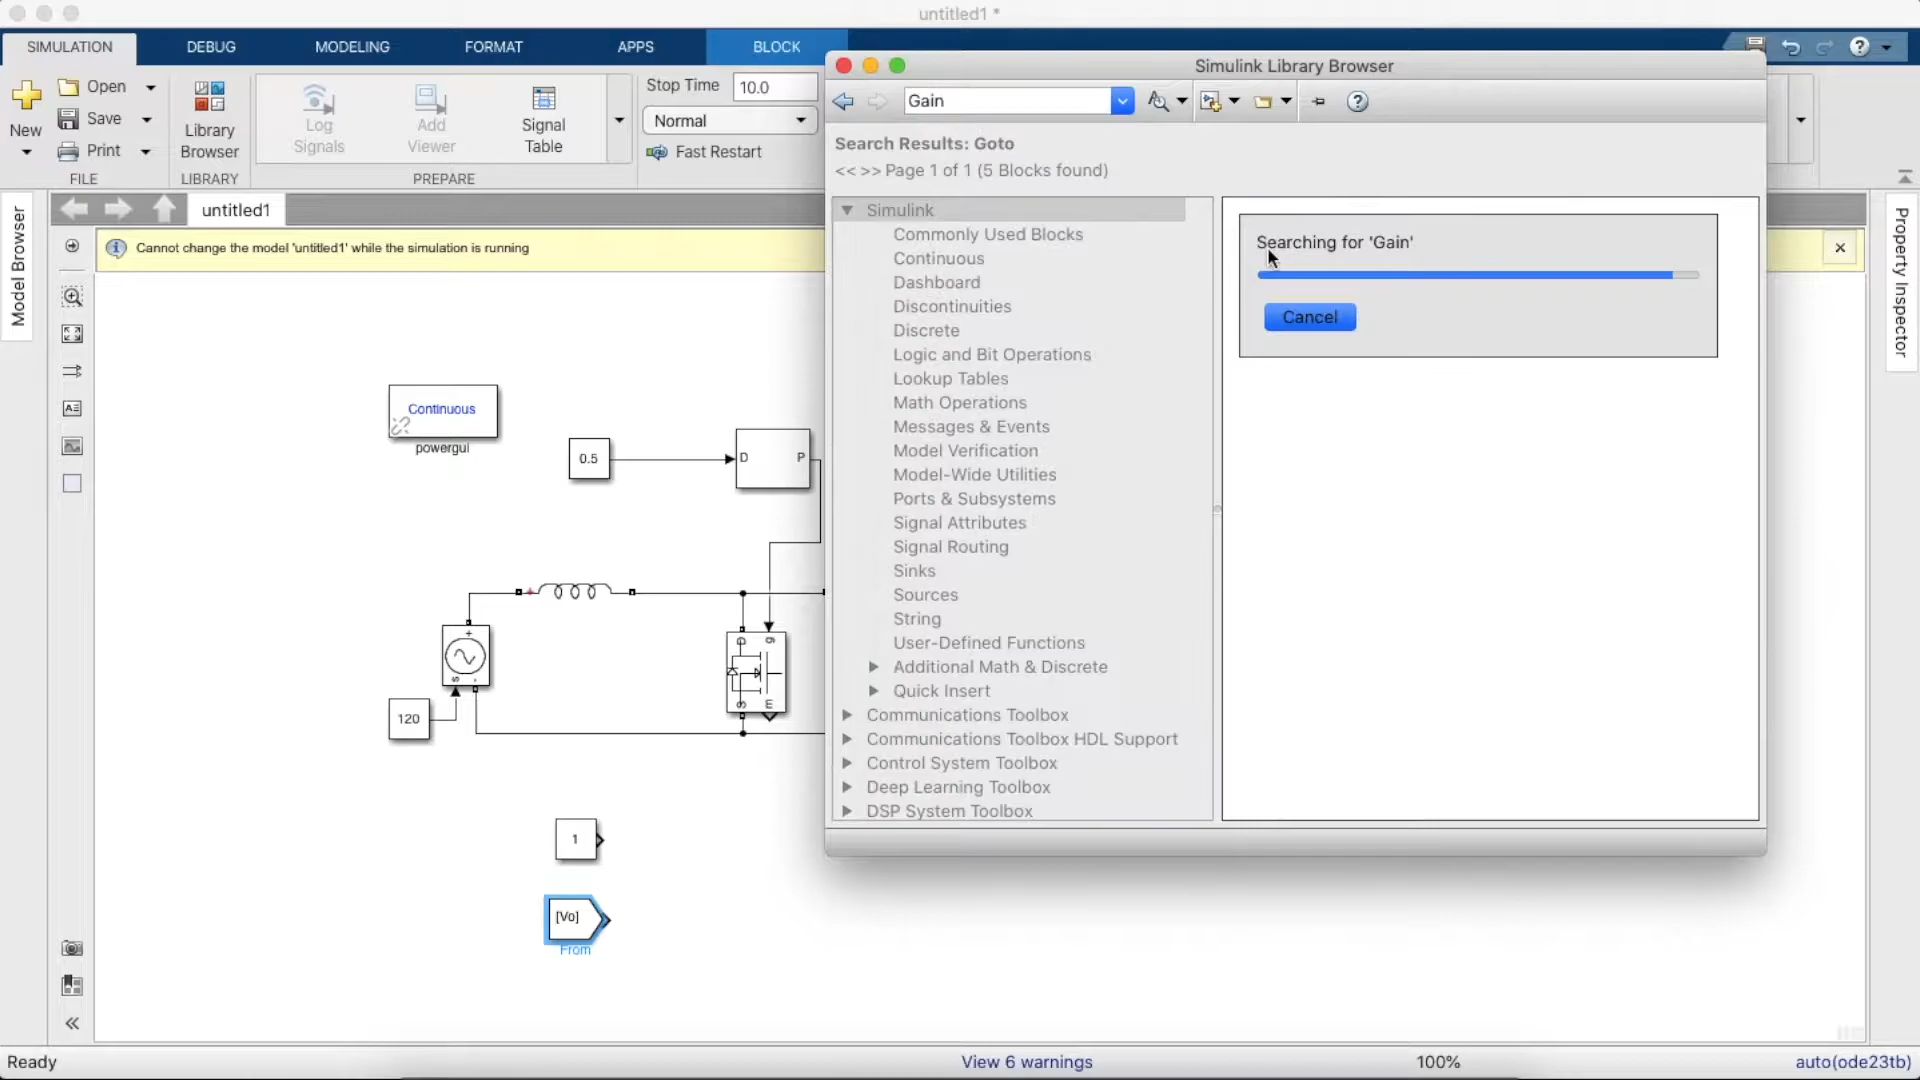 untitled1 *
SIMULATION
DEBUG
MODELING
FORMAT
APPS
BLOCK
New
Open
Save
Print
FILE
Library
Browser
LIBRARY
Log
Signals
Add
Viewer
Signal
Table
PREPARE
Stop Time 10.0
Normal
Fast Restart
Simulink Library Browser
Gain
Search Results: Goto
<< >> Page 1 of 1 (5 Blocks found)
Simulink
Commonly Used Blocks
Continuous
Dashboard
Discontinuities
Discrete
Logic and Bit Operations
Lookup Tables
Math Operations
Messages & Events
Model Verification
Model-Wide Utilities
Ports & Subsystems
Signal Attributes
Signal Routing
Sinks
Sources
String
User-Defined Functions
Additional Math & Discrete
Quick Insert
Communications Toolbox
Communications Toolbox HDL Support
Control System Toolbox
Deep Learning Toolbox
DSP System Toolbox
Searching for 'Gain'
Cancel
Model Browser
Property Inspector
untitled1
Cannot change the model 'untitled1' while the simulation is running
Continuous
powergui
0.5
D P
+
s -
D g
S m
120
1
[Vo]
From
Ready
View 6 warnings
100%
auto(ode23tb)